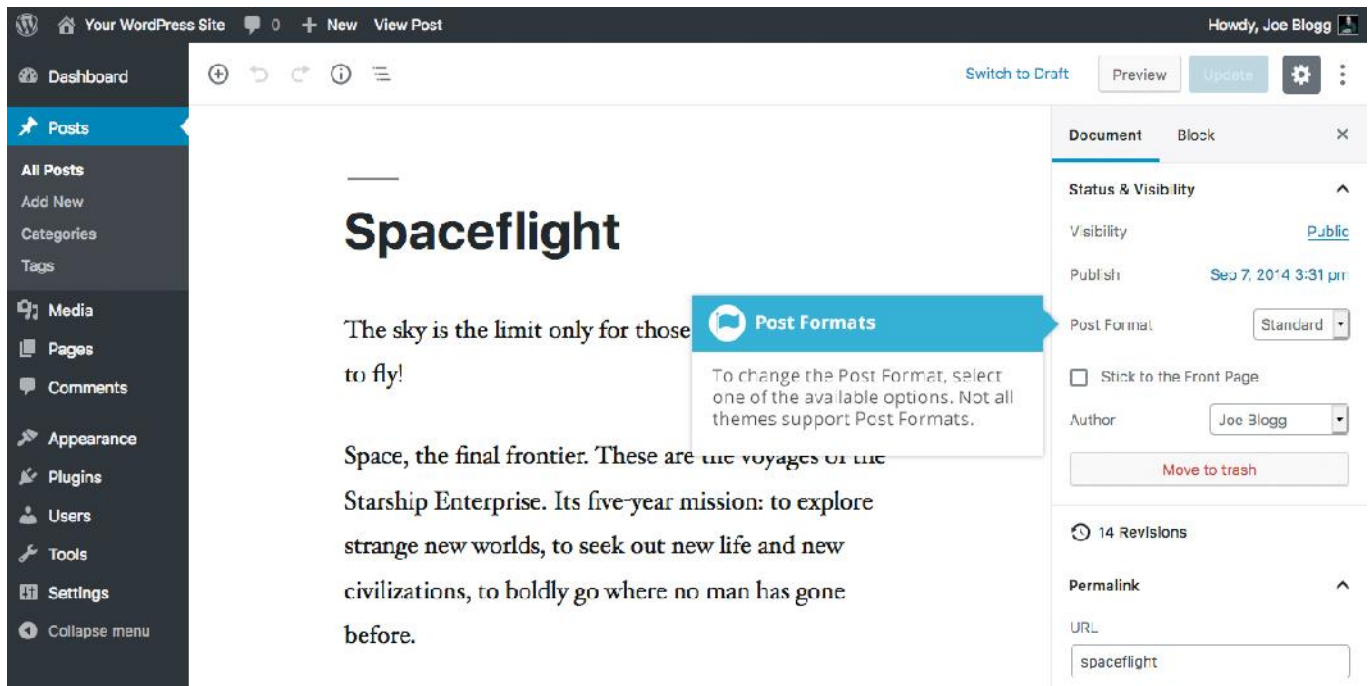 Your WordPress Site 0 New View Post
Howdy, Joe Blogg
Dashboard
Posts
All Posts
Add New
Categories
Tags
Media
Pages
Comments
Appearance
Plugins
Users
Tools
Settings
Collapse menu
Switch to Draft Preview Update
Spaceflight
The sky is the limit only for those
to fly!
Space, the final frontier. These are the voyages of the
Starship Enterprise. Its five-year mission: to explore
strange new worlds, to seek out new life and new
civilizations, to boldly go where no man has gone
before.
Post Formats
To change the Post Format, select
one of the available options. Not all
themes support Post Formats.
Document Block
Status & Visibility
Visibility Public
Publish Sep 7, 2014 3:31 pm
Post Format Standard
Stick to the Front Page
Author Joe Blogg
Move to trash
14 Revisions
Permalink
URL
spaceflight